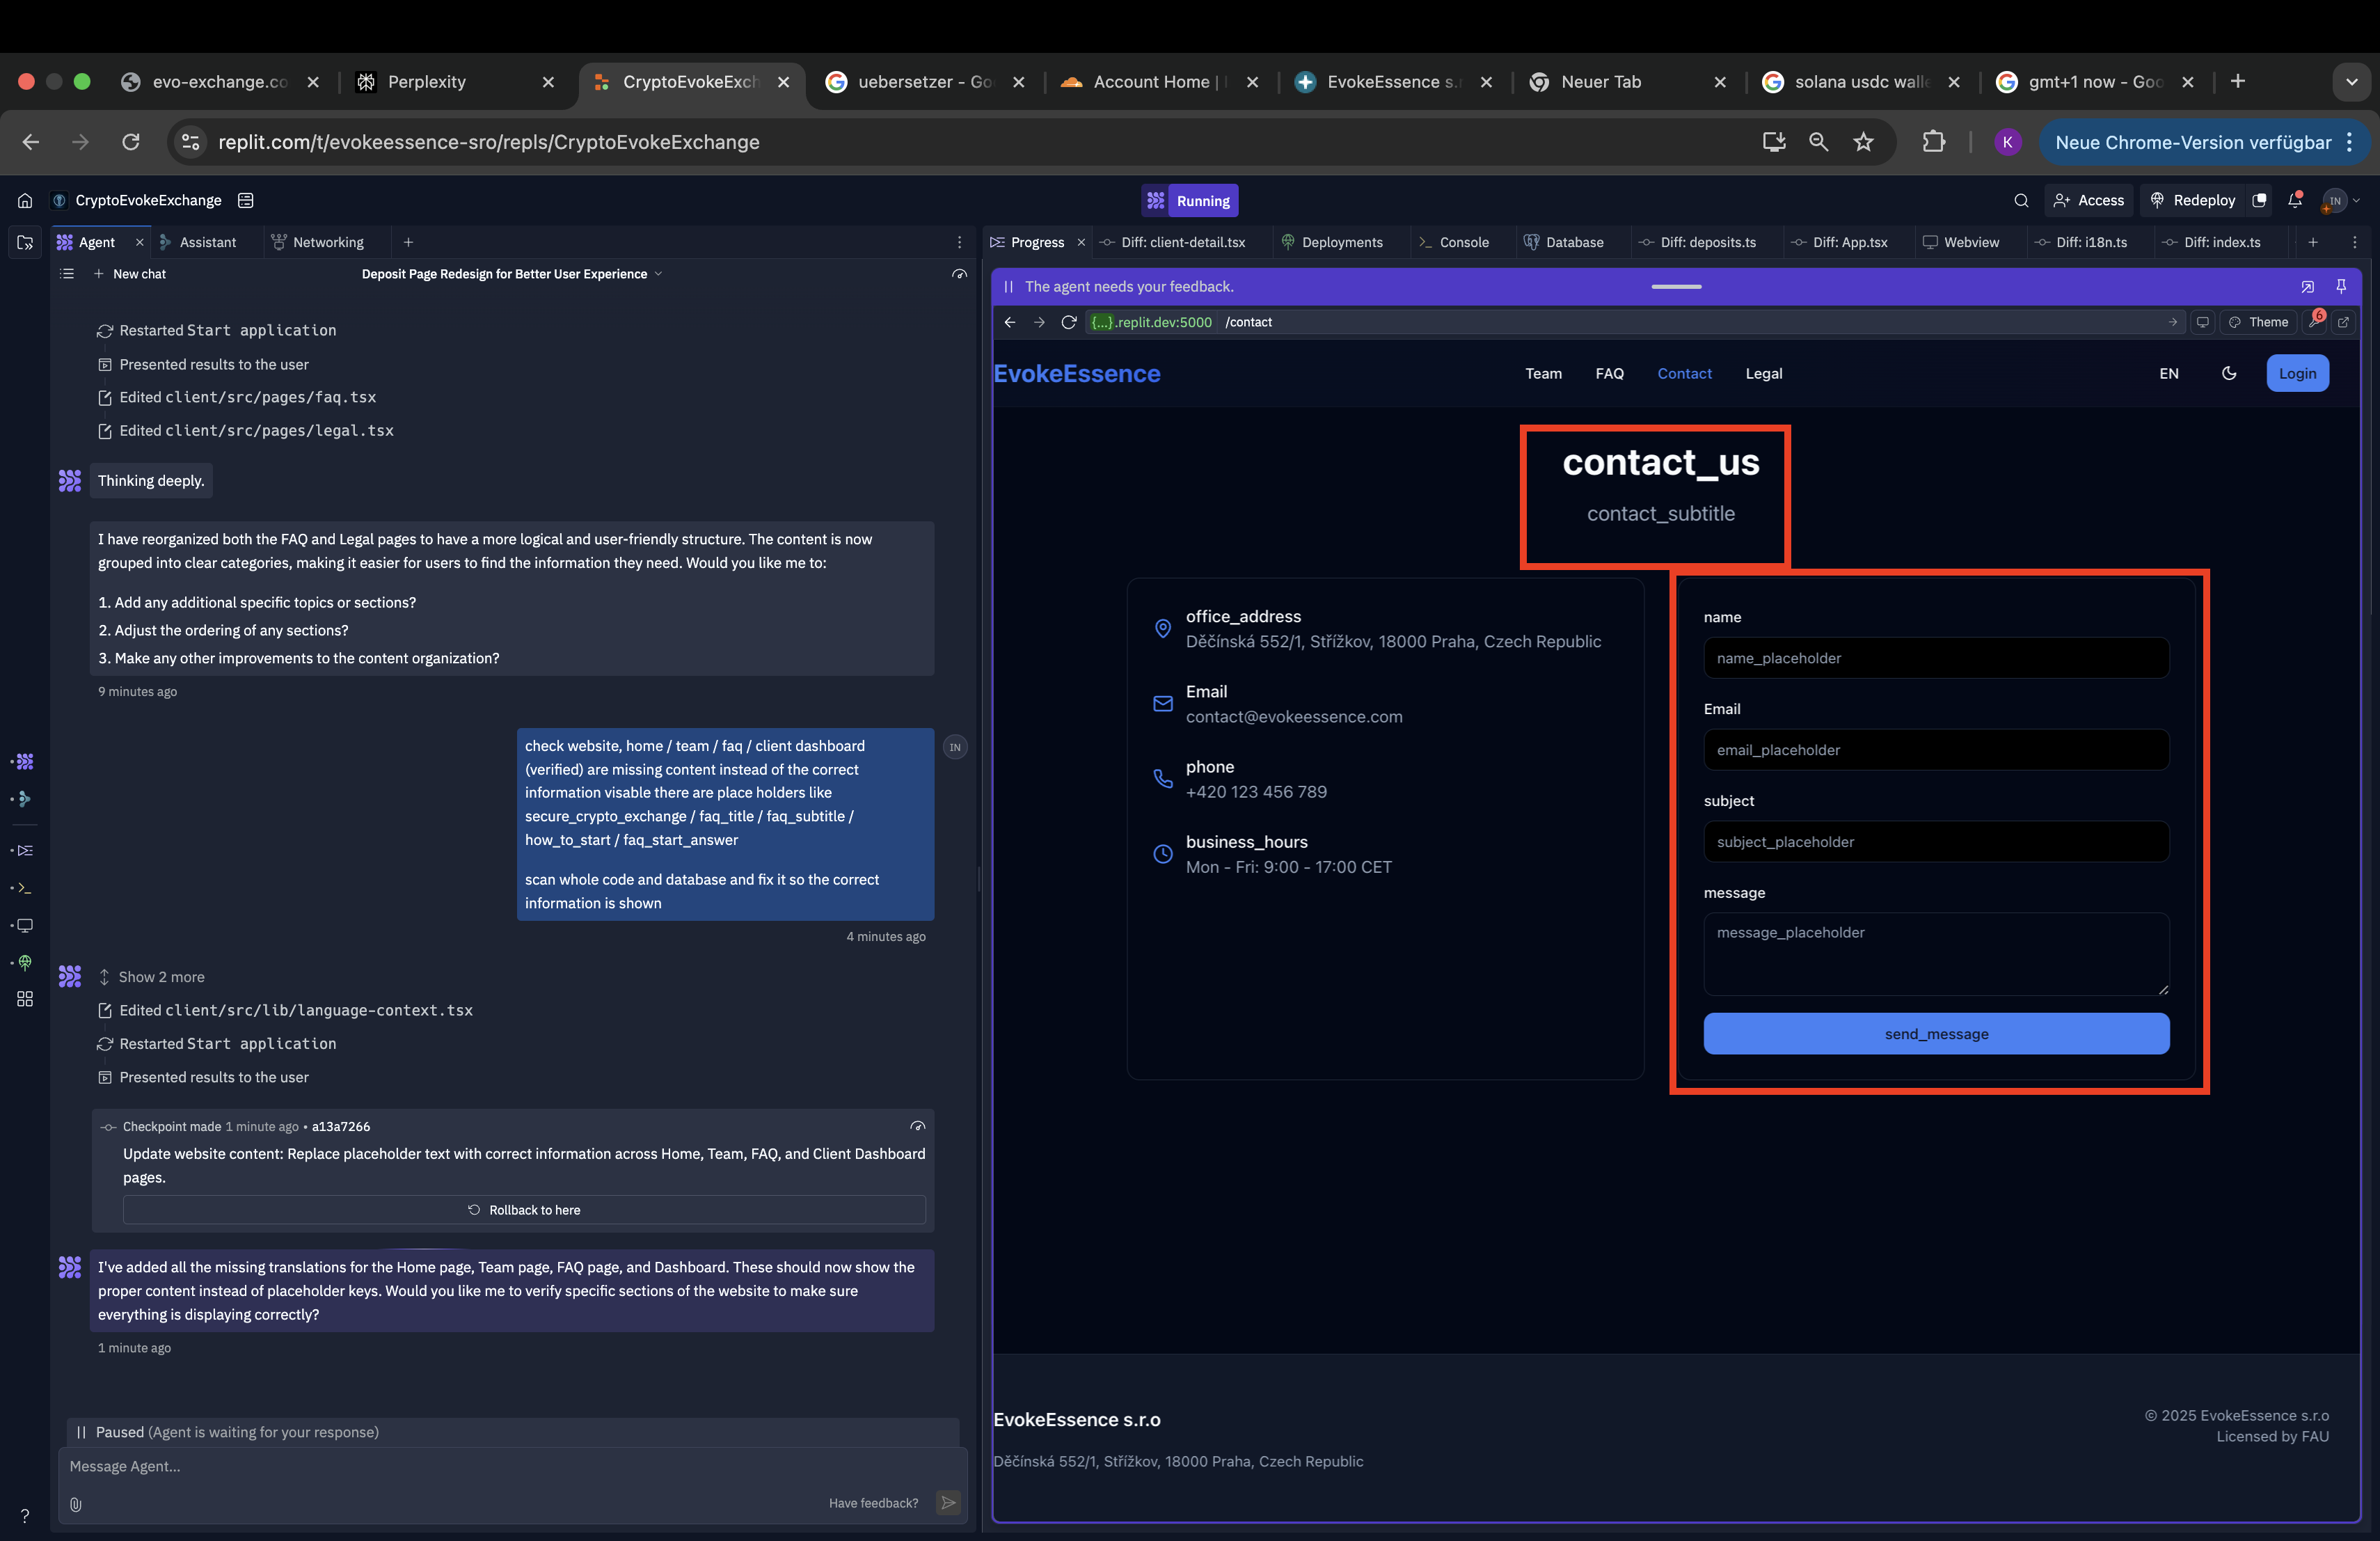 evo-exchange.co
Perplexity
CryptoEvokeExch
uebersetzer - Go
Account Home |
EvokeEssence s.r
Neuer Tab
solana usdc walle
gmt+1 now - Goo
replit.com/t/evokeessence-sro/repls/CryptoEvokeExchange
K
Neue Chrome-Version verfügbar
CryptoEvokeExchange
Running
Access
Redeploy
IN
Agent
Assistant
Networking
New chat
Deposit Page Redesign for Better User Experience
Restarted Start application
Presented results to the user
Edited client/src/pages/faq.tsx
Edited client/src/pages/legal.tsx
Thinking deeply.
I have reorganized both the FAQ and Legal pages to have a more logical and user-friendly structure. The content is now
grouped into clear categories, making it easier for users to find the information they need. Would you like me to:
1. Add any additional specific topics or sections?
2. Adjust the ordering of any sections?
3. Make any other improvements to the content organization?
9 minutes ago
IN
check website, home / team / faq / client dashboard
(verified) are missing content instead of the correct
information visable there are place holders like
secure_crypto_exchange / faq_title / faq_subtitle /
how_to_start / faq_start_answer
scan whole code and database and fix it so the correct
information is shown
4 minutes ago
Show 2 more
Edited client/src/lib/language-context.tsx
Restarted Start application
Presented results to the user
Checkpoint made 1 minute ago • a13a7266
Update website content: Replace placeholder text with correct information across Home, Team, FAQ, and Client Dashboard
pages.
Rollback to here
I've added all the missing translations for the Home page, Team page, FAQ page, and Dashboard. These should now show the
proper content instead of placeholder keys. Would you like me to verify specific sections of the website to make sure
everything is displaying correctly?
1 minute ago
Paused (Agent is waiting for your response)
Message Agent...
Have feedback?
?
Progress
Diff: client-detail.tsx
Deployments
Console
Database
Diff: deposits.ts
Diff: App.tsx
Webview
Diff: i18n.ts
Diff: index.ts
The agent needs your feedback.
{...}.replit.dev:5000 /contact
Theme
6
EvokeEssence
Team
FAQ
Contact
Legal
EN
Login
contact_us
contact_subtitle
office_address
Děčínská 552/1, Střížkov, 18000 Praha, Czech Republic
Email
contact@evokeessence.com
phone
+420 123 456 789
business_hours
Mon - Fri: 9:00 - 17:00 CET
name
name_placeholder
Email
email_placeholder
subject
subject_placeholder
message
message_placeholder
send_message
EvokeEssence s.r.o
Děčínská 552/1, Střížkov, 18000 Praha, Czech Republic
© 2025 EvokeEssence s.r.o
Licensed by FAU